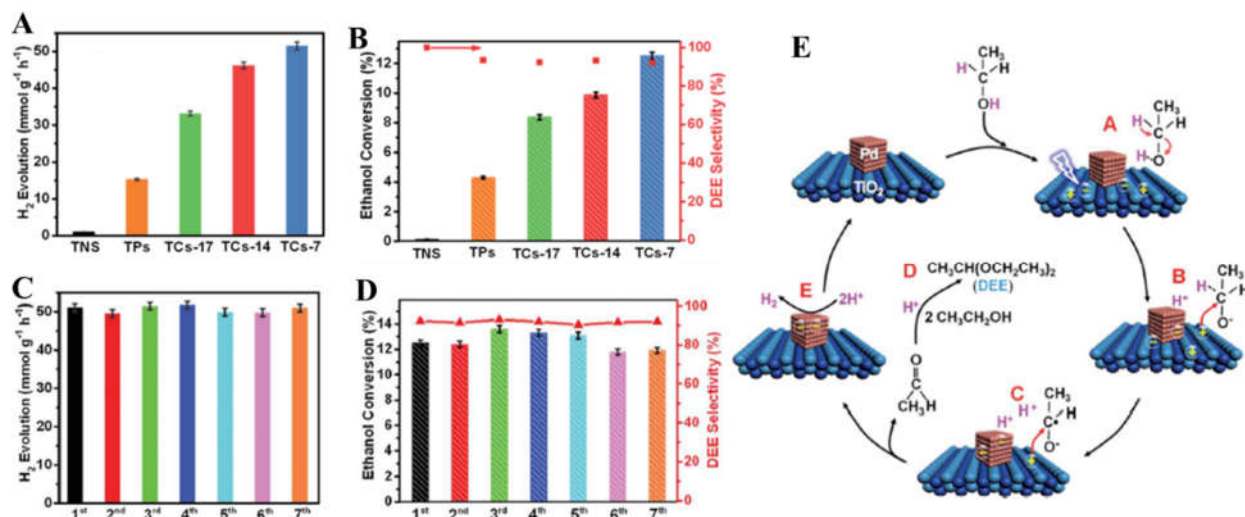 A
H₂ Evolution (mmol g⁻¹ h⁻¹)
50
40
30
20
10
0
TNS TPs TCs-17 TCs-14 TCs-7
B
Ethanol Conversion (%)
12
10
8
6
4
2
0
100
80
60
40
20
0
DEE Selectivity (%)
TNS TPs TCs-17 TCs-14 TCs-7
C
H₂ Evolution (mmol g⁻¹ h⁻¹)
60
50
40
30
20
10
0
1st 2nd 3rd 4th 5th 6th 7th
D
Ethanol Conversion (%)
14
12
10
8
6
4
12
14
100
80
60
40
20
0
DEE Selectivity (%)
1st 2nd 3rd 4th 5th 6th 7th
E
CH₃
H C H
OH
Pd
TiO₂
A
CH₃
H C H
H O
B
H⁺
CH₃
C H
H
O⁻
C
H⁺ H⁺
CH₃
C H
O⁻
D
CH₃CH(OCH₂CH₃)₂
(DEE)
H⁺
2 CH₃CH₂OH
O
C
CH₃ H
E
H₂ 2H⁺